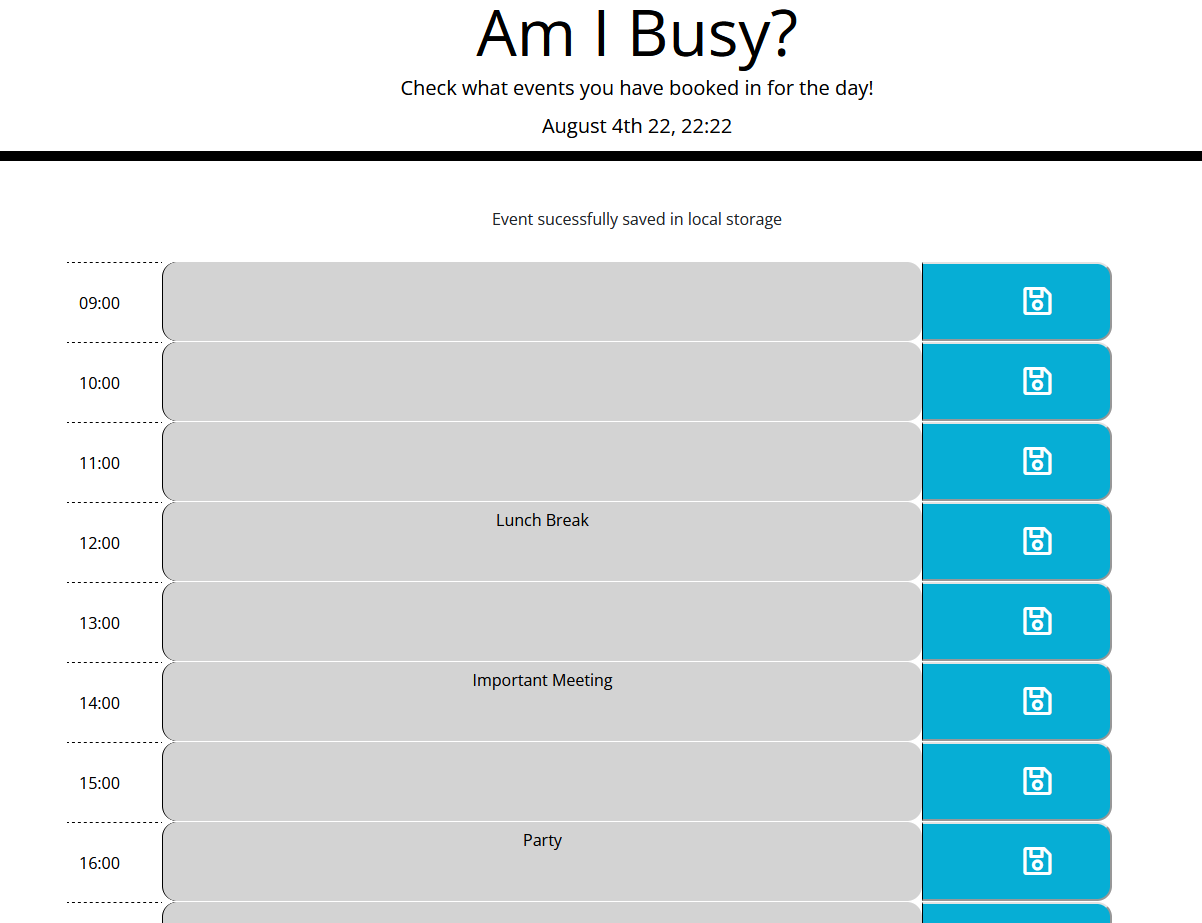 Am I Busy?
Check what events you have booked in for the day!
August 4th 22, 22:22
Event sucessfully saved in local storage
09:00
10:00
11:00
12:00 Lunch Break
13:00
14:00 Important Meeting
15:00
16:00 Party